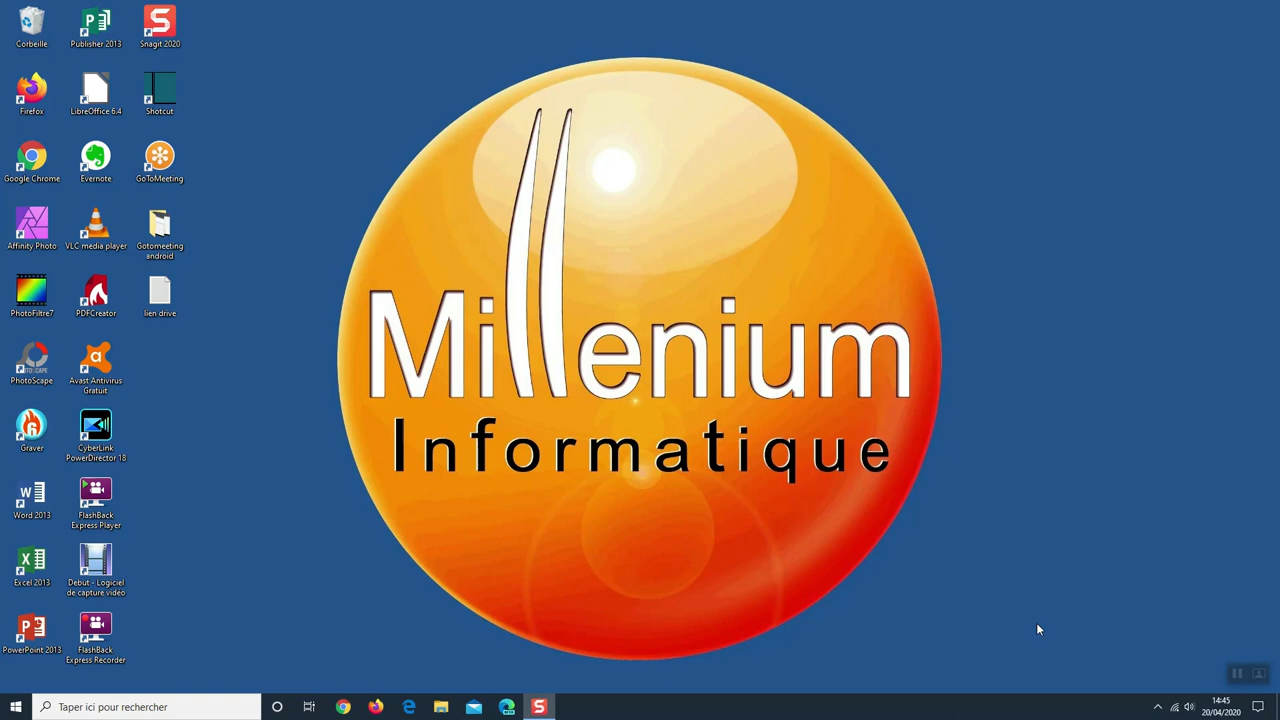 Corbeille
Publisher 2013
Snagit 2020
Firefox
LibreOffice 6.4
Shotcut
Google Chrome
Evernote
GoToMeeting
Affinity Photo
VLC media player
Gotomeeting
android
PhotoFiltre7
PDFCreator
lien drive
PhotoScape
Avast Antivirus
Gratuit
Graver
CyberLink
PowerDirector 18
Word 2013
FlashBack
Express Player
Excel 2013
Debut - Logiciel
de capture vidéo
PowerPoint 2013
FlashBack
Express Recorder
Millenium
Informatique
Taper ici pour rechercher
14:45
20/04/2020